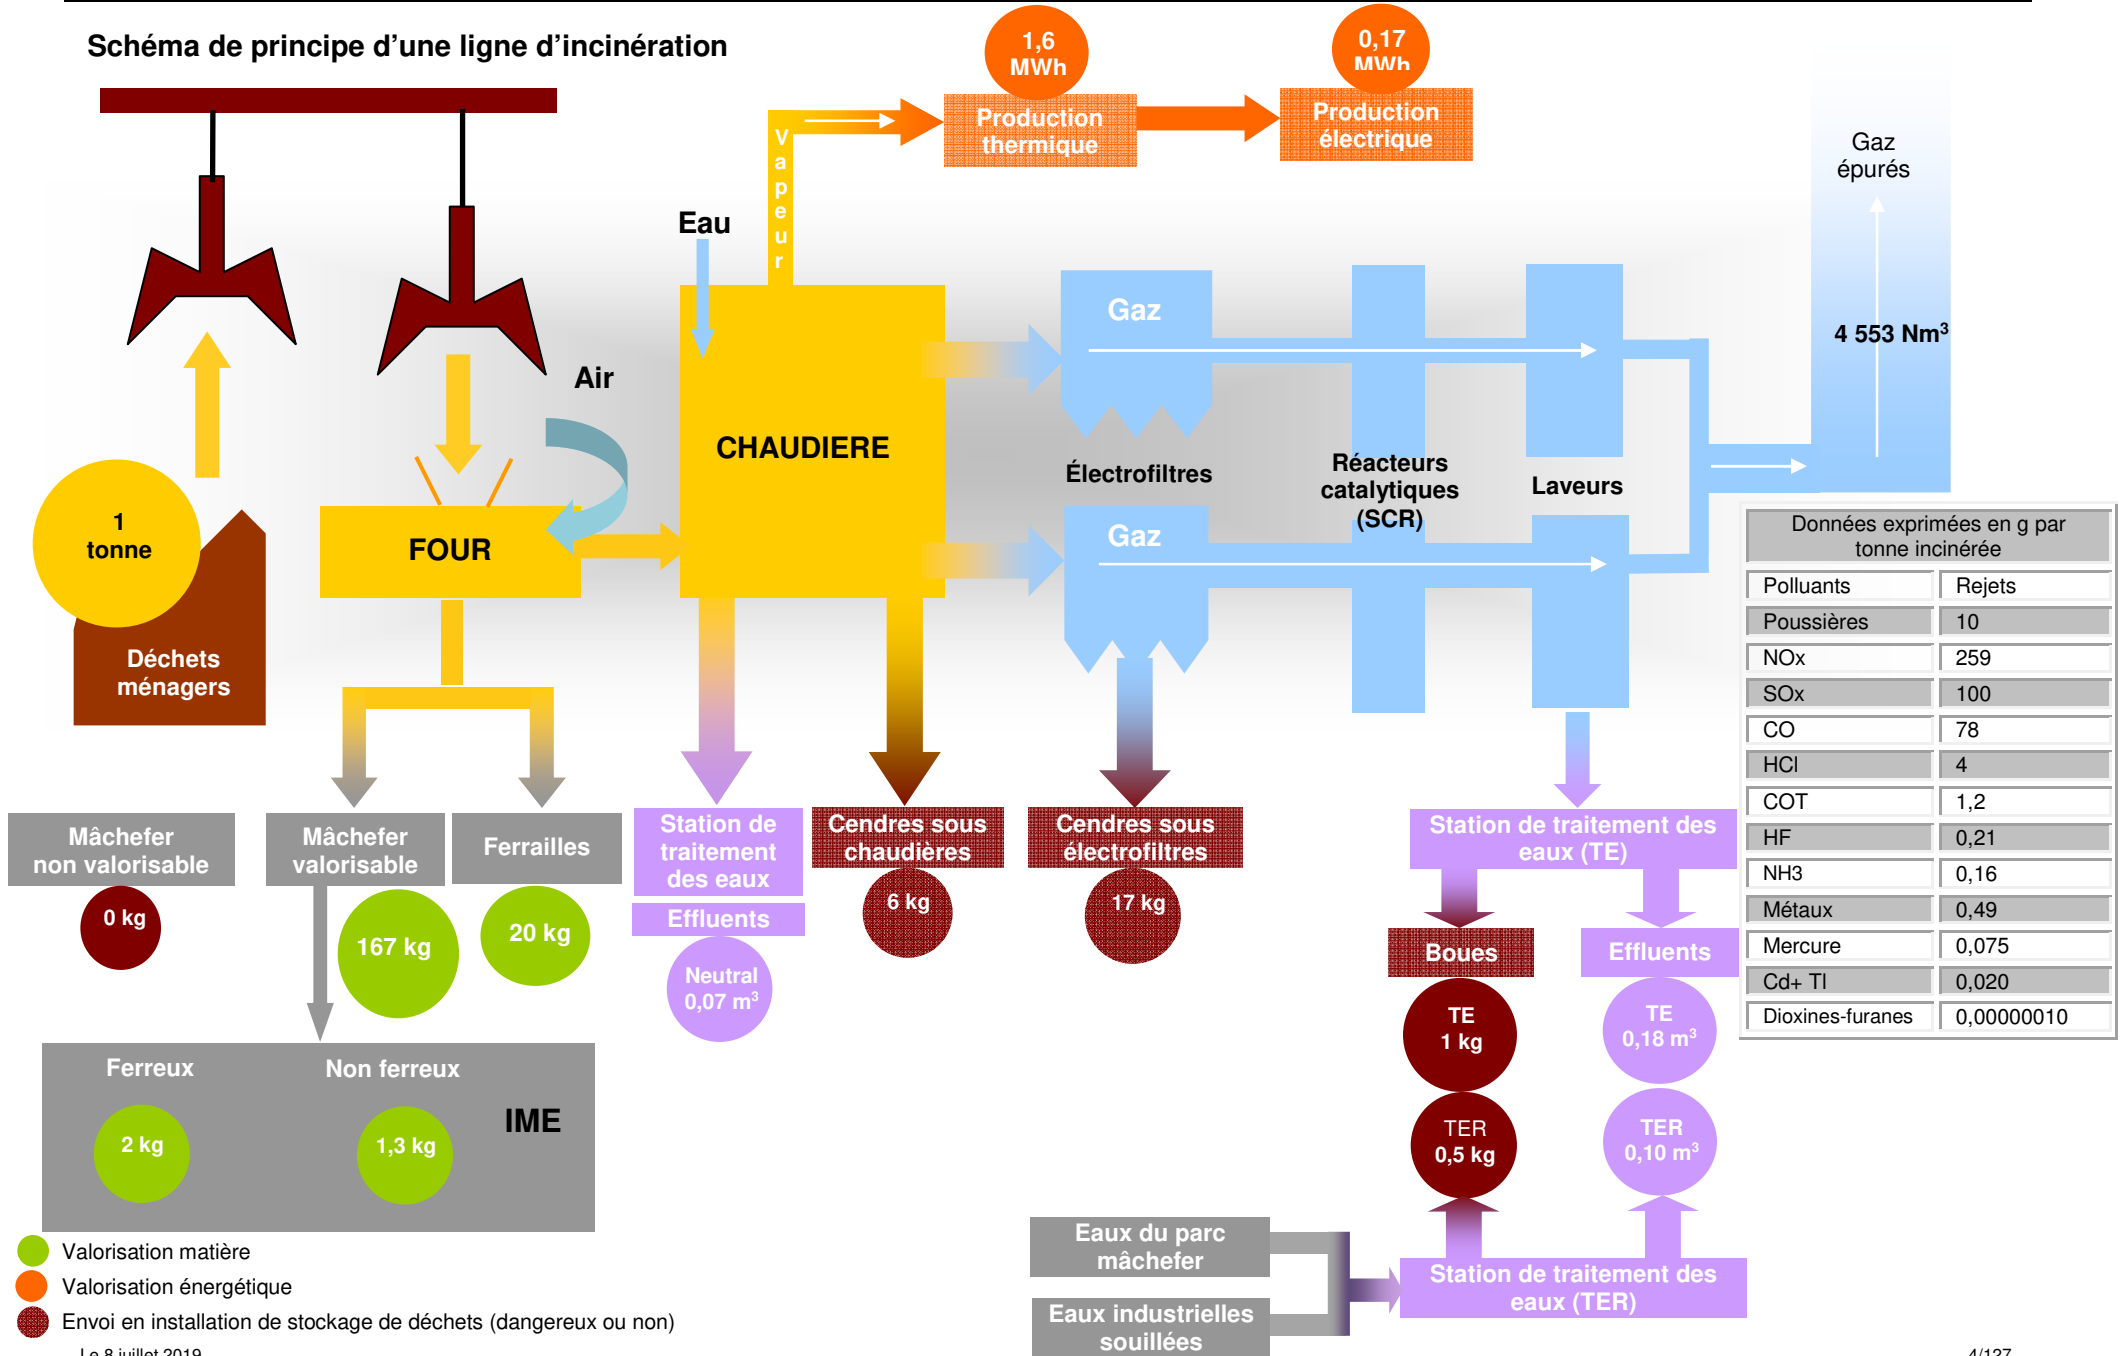 Schéma de principe d'une ligne d'incinération
1,6
MWh
0,17
MWh
Production
thermique
Production
électrique
Vapeur
Eau
Air
Gaz
épurés
4 553 Nm³
Gaz
CHAUDIERE
Électrofiltres
Réacteurs
catalytiques
(SCR)
Laveurs
1
tonne
FOUR
Gaz
Déchets
ménagers
Données exprimées en g par
tonne incinérée
Polluants Rejets
Poussières 10
NOx 259
SOx 100
CO 78
HCl 4
COT 1,2
HF 0,21
NH3 0,16
Métaux 0,49
Mercure 0,075
Cd+ Tl 0,020
Dioxines-furanes 0,00000010
Mâchefer
non valorisable
0 kg
Mâchefer
valorisable
167 kg
Ferrailles
20 kg
Station de
traitement
des eaux
Effluents
Neutral
0,07 m³
Cendres sous
chaudières
6 kg
Cendres sous
électrofiltres
17 kg
Station de traitement des
eaux (TE)
Boues
Effluents
TE
1 kg
TE
0,18 m³
TER
0,5 kg
TER
0,10 m³
Ferreux
Non ferreux
IME
2 kg
1,3 kg
Eaux du parc
mâchefer
Eaux industrielles
souillées
Station de traitement des
eaux (TER)
Valorisation matière
Valorisation énergétique
Envoi en installation de stockage de déchets (dangereux ou non)
Le 8 juillet 2019
4/127